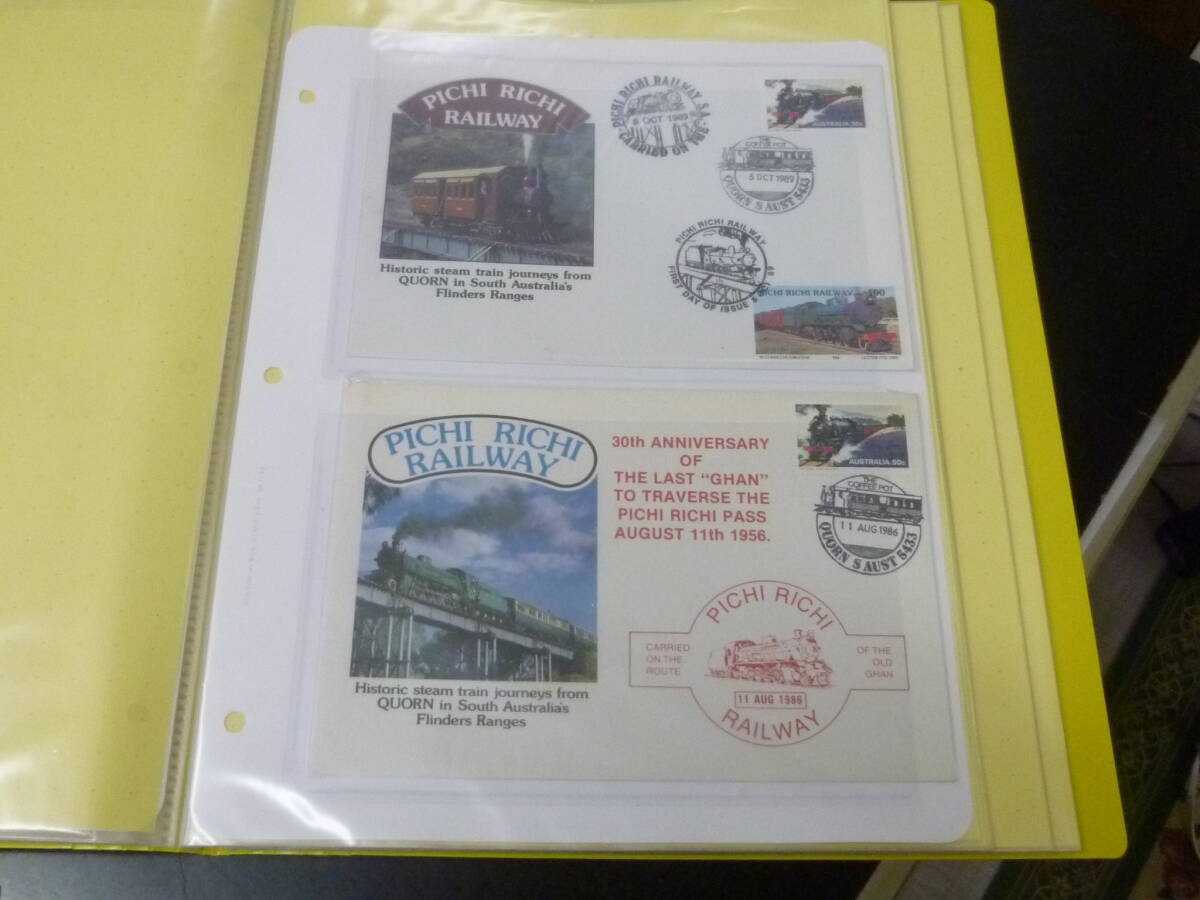 PICHI RICHI
RAILWAY
Historic steam train journeys from
QUORN in South Australia's
Flinders Ranges
PICHI RICHI RAILWAY S.A.
OCT 1989
CARRIED ON THE
AUSTRALIA
THE
COFFEE POT
OCT 1989
QUORN S AUST 5433
PICHI RICHI RAILWAY
FIRST DAY OF ISSUE
PICHI RICHI RAILWAY
PICHI RICHI
RAILWAY
Historic steam train journeys from
QUORN in South Australia's
Flinders Ranges
30th ANNIVERSARY
OF
THE LAST "GHAN"
TO TRAVERSE THE
PICHI RICHI PASS
AUGUST 11th 1956.
AUSTRALIA 50c
THE
COFFEE POT
11 AUG 1986
QUORN S AUST 5433
PICHI RICHI
CARRIED
ON THE
ROUTE
OF THE
OLD
GHAN
11 AUG 1986
RAILWAY